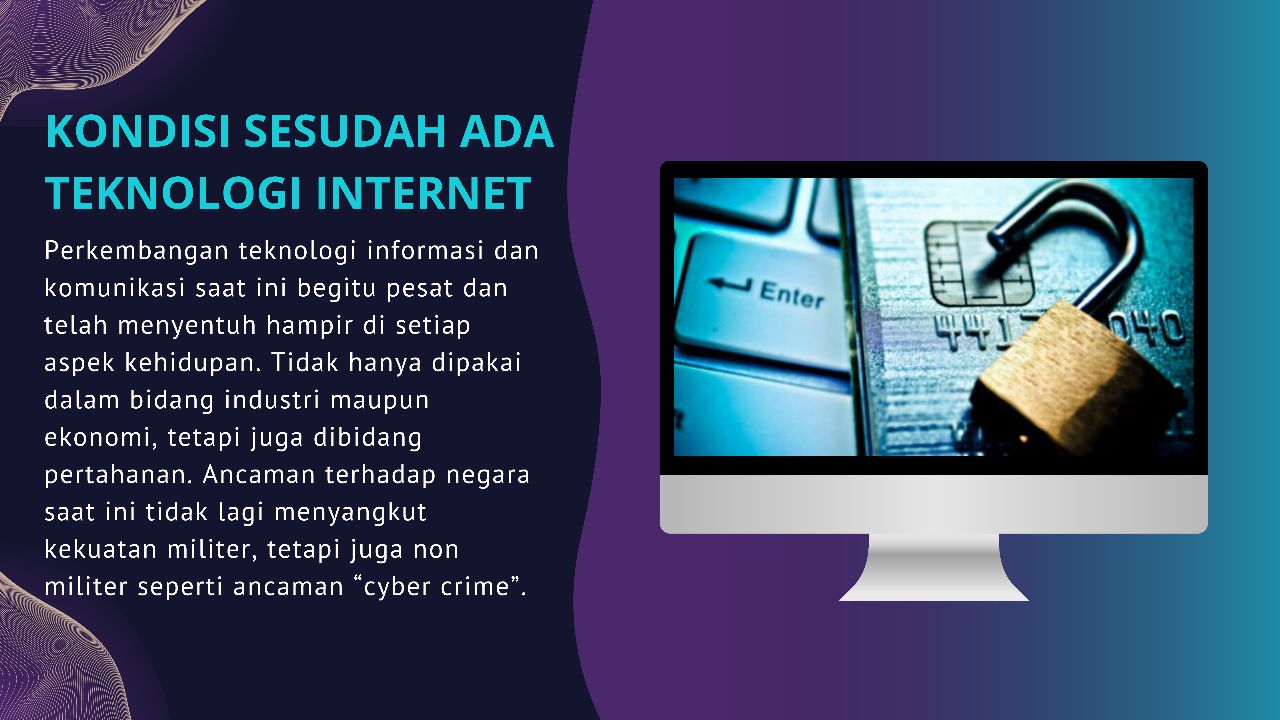 KONDISI SESUDAH ADA
TEKNOLOGI INTERNET
Perkembangan teknologi informasi dan
komunikasi saat ini begitu pesat dan
telah menyentuh hampir di setiap
aspek kehidupan. Tidak hanya dipakai
dalam bidang industri maupun
ekonomi, tetapi juga dibidang
pertahanan. Ancaman terhadap negara
saat ini tidak lagi menyangkut
kekuatan militer, tetapi juga non
militer seperti ancaman “cyber crime”.
Enter